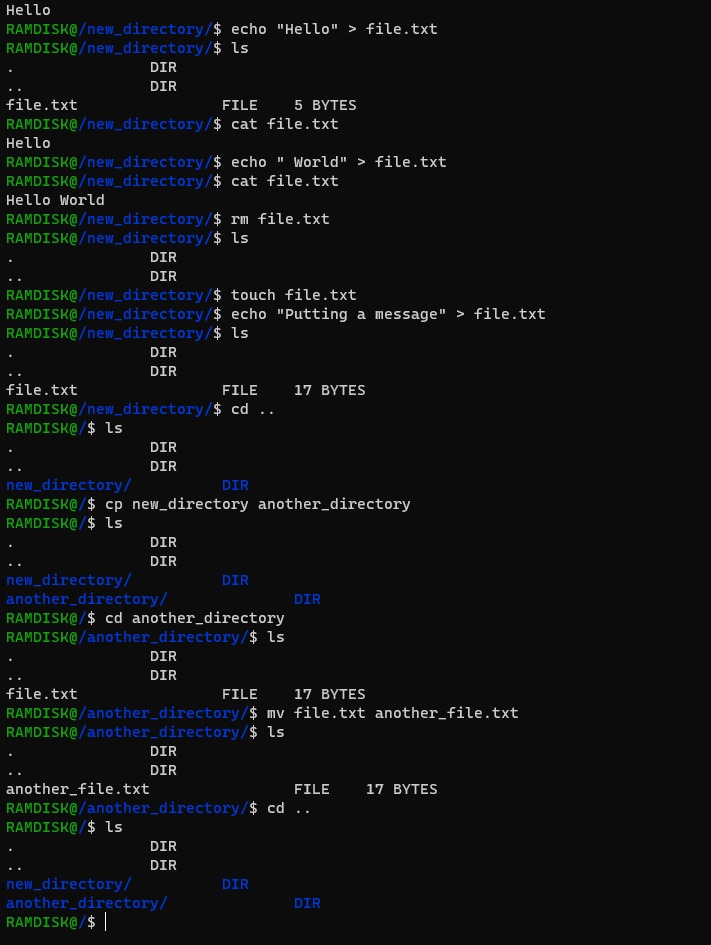 Hello
RAMDISK@/new_directory/$ echo "Hello" > file.txt
RAMDISK@/new_directory/$ ls
.               DIR
..              DIR
file.txt                FILE    5 BYTES
RAMDISK@/new_directory/$ cat file.txt
Hello
RAMDISK@/new_directory/$ echo " World" > file.txt
RAMDISK@/new_directory/$ cat file.txt
Hello World
RAMDISK@/new_directory/$ rm file.txt
RAMDISK@/new_directory/$ ls
.               DIR
..              DIR
RAMDISK@/new_directory/$ touch file.txt
RAMDISK@/new_directory/$ echo "Putting a message" > file.txt
RAMDISK@/new_directory/$ ls
.               DIR
..              DIR
file.txt                FILE    17 BYTES
RAMDISK@/new_directory/$ cd ..
RAMDISK@/$ ls
.               DIR
..              DIR
new_directory/          DIR
RAMDISK@/$ cp new_directory another_directory
RAMDISK@/$ ls
.               DIR
..              DIR
new_directory/          DIR
another_directory/              DIR
RAMDISK@/$ cd another_directory
RAMDISK@/another_directory/$ ls
.               DIR
..              DIR
file.txt                FILE    17 BYTES
RAMDISK@/another_directory/$ mv file.txt another_file.txt
RAMDISK@/another_directory/$ ls
.               DIR
..              DIR
another_file.txt                FILE    17 BYTES
RAMDISK@/another_directory/$ cd ..
RAMDISK@/$ ls
.               DIR
..              DIR
new_directory/          DIR
another_directory/              DIR
RAMDISK@/$